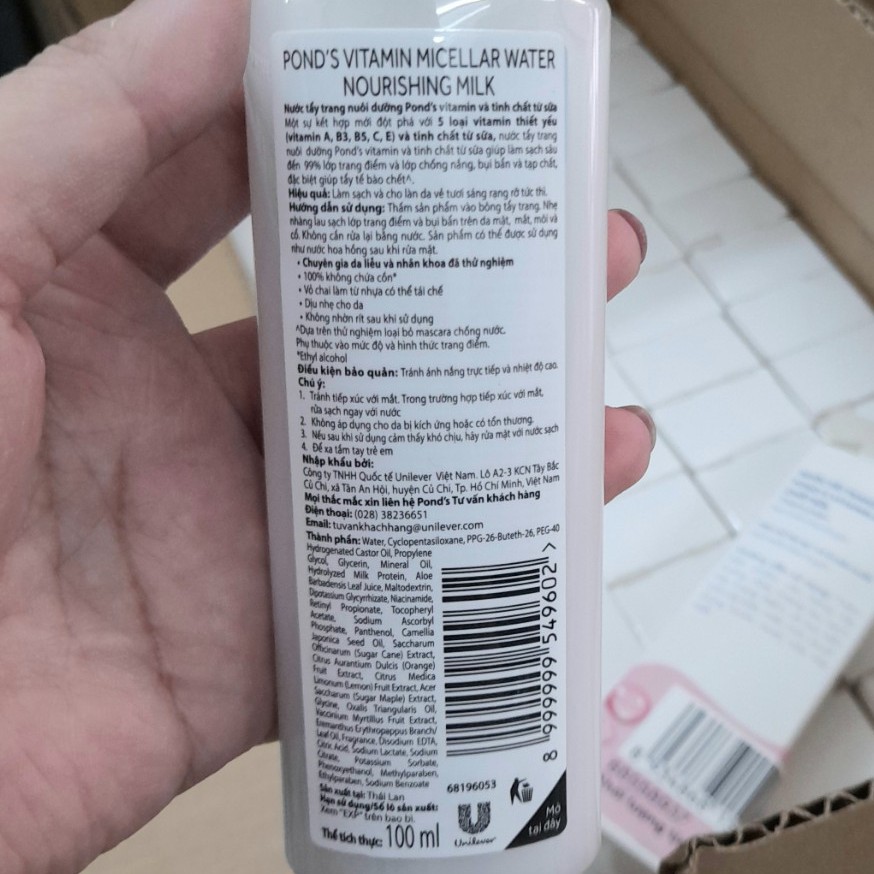 POND'S VITAMIN MICELLAR WATER
NOURISHING MILK
Nước tẩy trang nuôi dưỡng Pond's vitamin và tinh chất từ sữa
Một sự kết hợp mới đột phá với 5 loại vitamin thiết yếu
(vitamin A, B3, B5, C, E) và tinh chất từ sữa, nước tẩy trang
nuôi dưỡng Pond's vitamin và tinh chất từ sữa giúp làm sạch sâu
đến 99% lớp trang điểm và lớp chống nắng, bụi bẩn và tạp chất,
đặc biệt giúp tẩy tế bào chết^.
Hiệu quả: Làm sạch và cho làn da vẻ tươi sáng rạng rỡ tức thì.
Hướng dẫn sử dụng: Thấm sản phẩm vào bông tẩy trang. Nhẹ
nhàng lau sạch lớp trang điểm và bụi bẩn trên da mặt, mắt, môi và
cổ. Không cần rửa lại bằng nước. Sản phẩm có thể được sử dụng
như nước hoa hồng sau khi rửa mặt.
• Chuyên gia da liễu và nhãn khoa đã thử nghiệm
• 100% không chứa cồn*
• Vỏ chai làm từ nhựa có thể tái chế
• Dịu nhẹ cho da
• Không nhờn rít sau khi sử dụng
^Dựa trên thử nghiệm loại bỏ mascara chống nước.
Phụ thuộc vào mức độ và hình thức trang điểm.
*Ethyl alcohol
Điều kiện bảo quản: Tránh ánh nắng trực tiếp và nhiệt độ cao.
Chú ý:
1. Tránh tiếp xúc với mắt. Trong trường hợp tiếp xúc với mắt,
rửa sạch ngay với nước
2. Không áp dụng cho da bị kích ứng hoặc có tổn thương.
3. Nếu sau khi sử dụng cảm thấy khó chịu, hãy rửa mặt với nước sạch
4. Để xa tầm tay trẻ em
Nhập khẩu bởi:
Công ty TNHH Quốc tế Unilever Việt Nam. Lô A2-3 KCN Tây Bắc
Củ Chi, xã Tân An Hội, huyện Củ Chi, Tp. Hồ Chí Minh, Việt Nam
Mọi thắc mắc xin liên hệ Pond's Tư vấn khách hàng
Điện thoại: (028) 38236651
Email: tuvankhachhang@unilever.com
Thành phần: Water, Cyclopentasiloxane, PPG-26-Buteth-26, PEG-40
Hydrogenated Castor Oil, Propylene
Glycol, Glycerin, Mineral Oil,
Hydrolyzed Milk Protein, Aloe
Barbadensis Leaf Juice, Maltodextrin,
Dipotassium Glycyrrhizate, Niacinamide,
Retinyl Propionate, Tocopheryl
Acetate, Sodium Ascorbyl
Phosphate, Panthenol, Camellia
Japonica Seed Oil, Saccharum
Officinarum (Sugar Cane) Extract,
Citrus Aurantium Dulcis (Orange)
Fruit Extract, Citrus Medica
Limonum (Lemon) Fruit Extract, Acer
Saccharum (Sugar Maple) Extract,
Glycine, Oxalis Triangularis Oil,
Vaccinium Myrtillus Fruit Extract,
Eremanthus Erythropappus Branch/
Leaf Oil, Fragrance, Disodium EDTA,
Citric Acid, Sodium Lactate, Sodium
Citrate, Potassium Sorbate,
Phenoxyethanol, Methylparaben,
Ethylparaben, Sodium Benzoate
Sản xuất tại: Thái Lan
Hạn sử dụng/Số lô sản xuất:
Xem "EXP" trên bao bì.
Thể tích thực: 100 ml
8 999999 549602 >
68196053
Unilever
Mở
tại đây